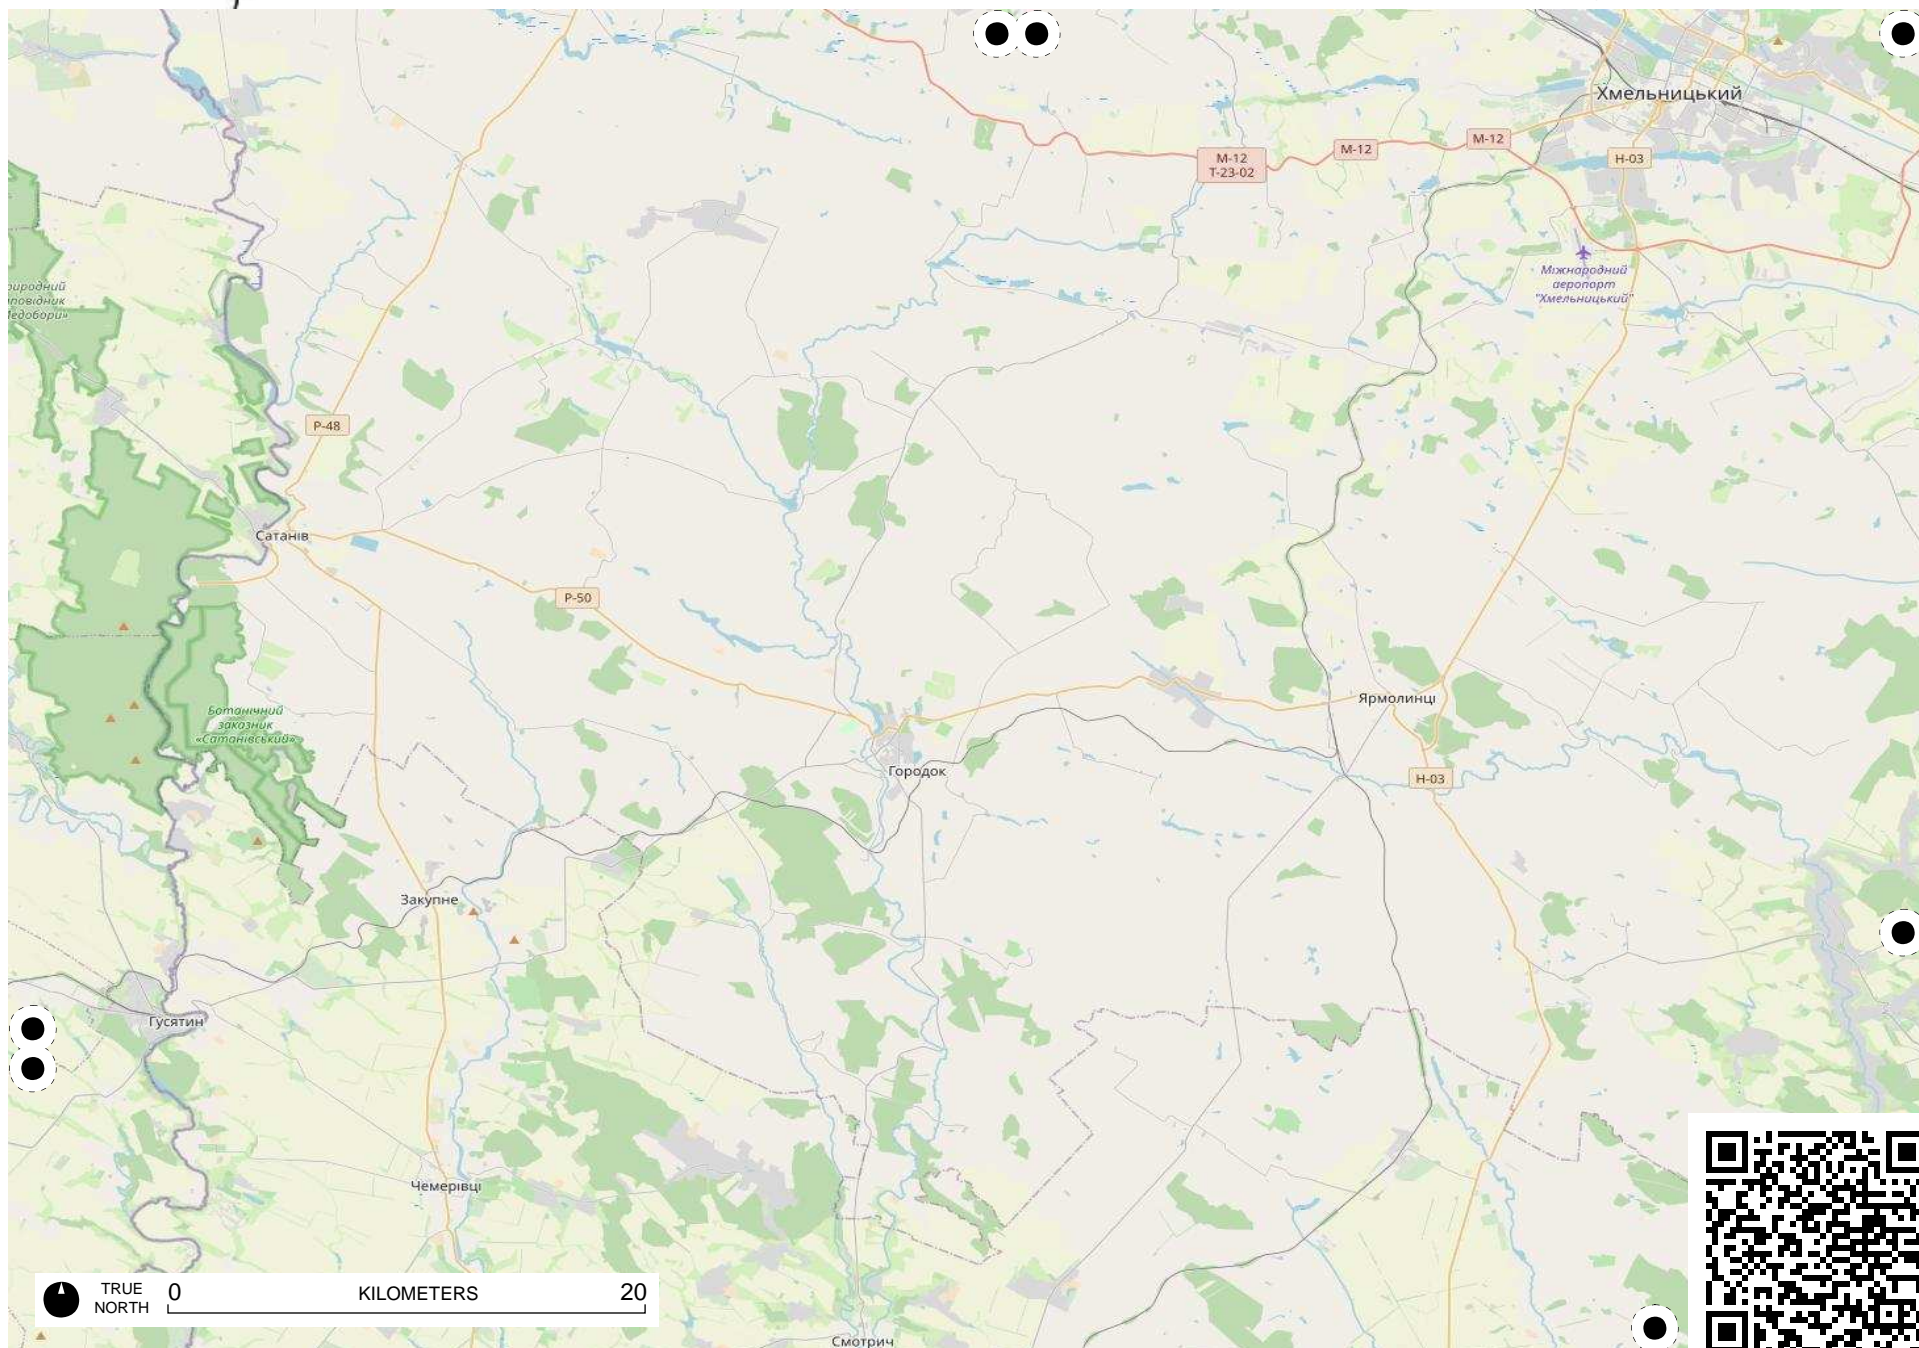 Хмельницький
М-12
М-12
М-12
Т-23-02
Н-03
Міжнародний
аеропорт
"Хмельницький"
Р-48
Сатанів
Р-50
Ярмолинці
Ботанічний
заказник
«Сатанівський»
Городок
Н-03
Закупне
Гусятин
Чемерівці
TRUE
NORTH
0
KILOMETERS
20
Смотрич